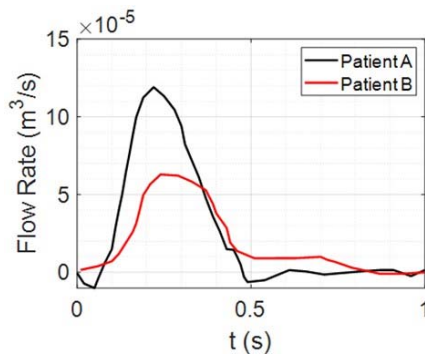 ×10⁻⁵
15
10
5
0
Flow Rate (m³/s)
Patient A
Patient B
0
0.5
1
t (s)